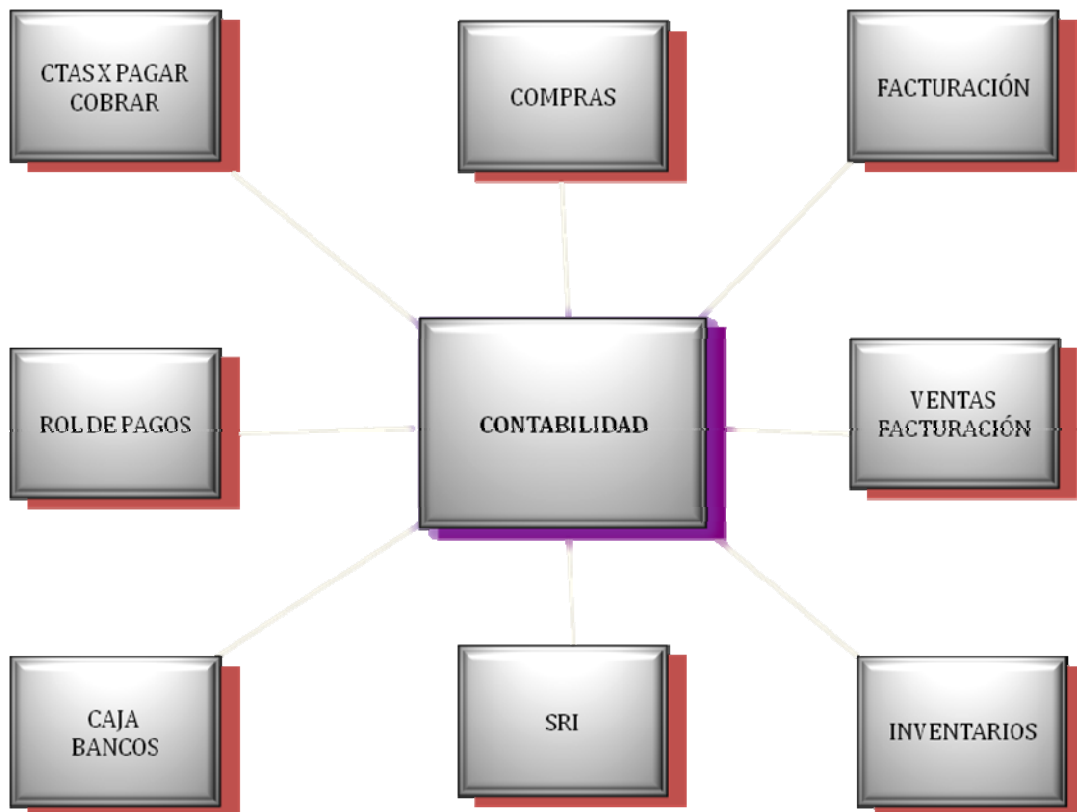 CTAS X PAGAR
COBRAR
COMPRAS
FACTURACIÓN
ROL DE PAGOS
CONTABILIDAD
VENTAS
FACTURACIÓN
CAJA
BANCOS
SRI
INVENTARIOS